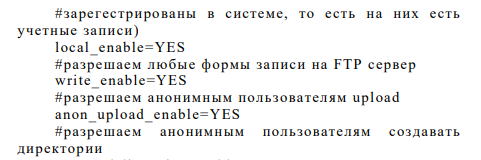 #зарегестрированы в системе, то есть на них есть
учетные записи)
local_enable=YES
#разрешаем любые формы записи на FTP сервер
write_enable=YES
#разрешаем анонимным пользователям upload
anon_upload_enable=YES
#разрешаем анонимным пользователям создавать
директории